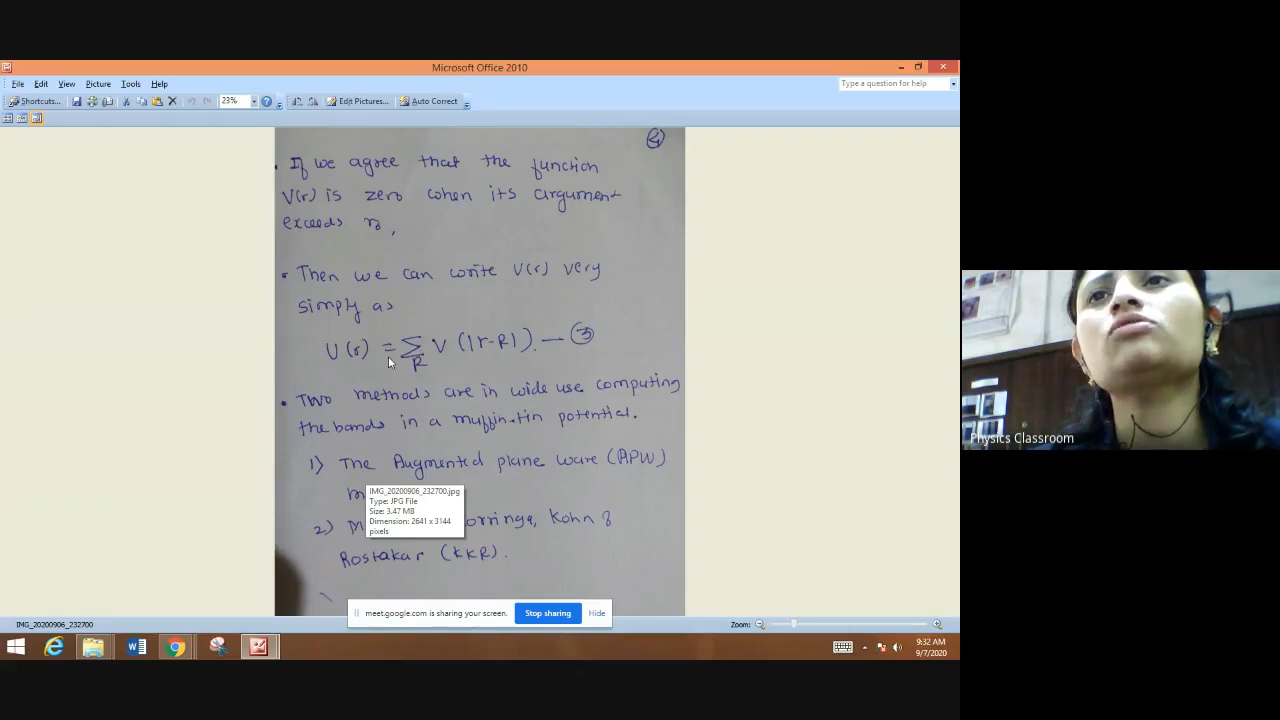 Microsoft Office 2010
File Edit View Picture Tools Help
Type a question for help
Shortcuts... 23% Edit Pictures... Auto Correct
4
• If we agree that the function
V(r) is zero when its argument
exceeds r₀,
• Then we can write U(r) very
simply as
U(r) = Σ_R V(|r-R|). — ③
• Two methods are in wide use computing
the bands in a muffin-tin potential.
1) The Augmented plane wave (APW)
IMG_20200906_232700.jpg
Type: JPG File
Size: 3.47 MB
Dimension: 2641 x 3144
pixels
2) M orringa, Kohn &
Rostakar (KKR).
meet.google.com is sharing your screen. Stop sharing Hide
IMG_20200906_232700
Zoom:
9:32 AM
9/7/2020
Physics Classroom